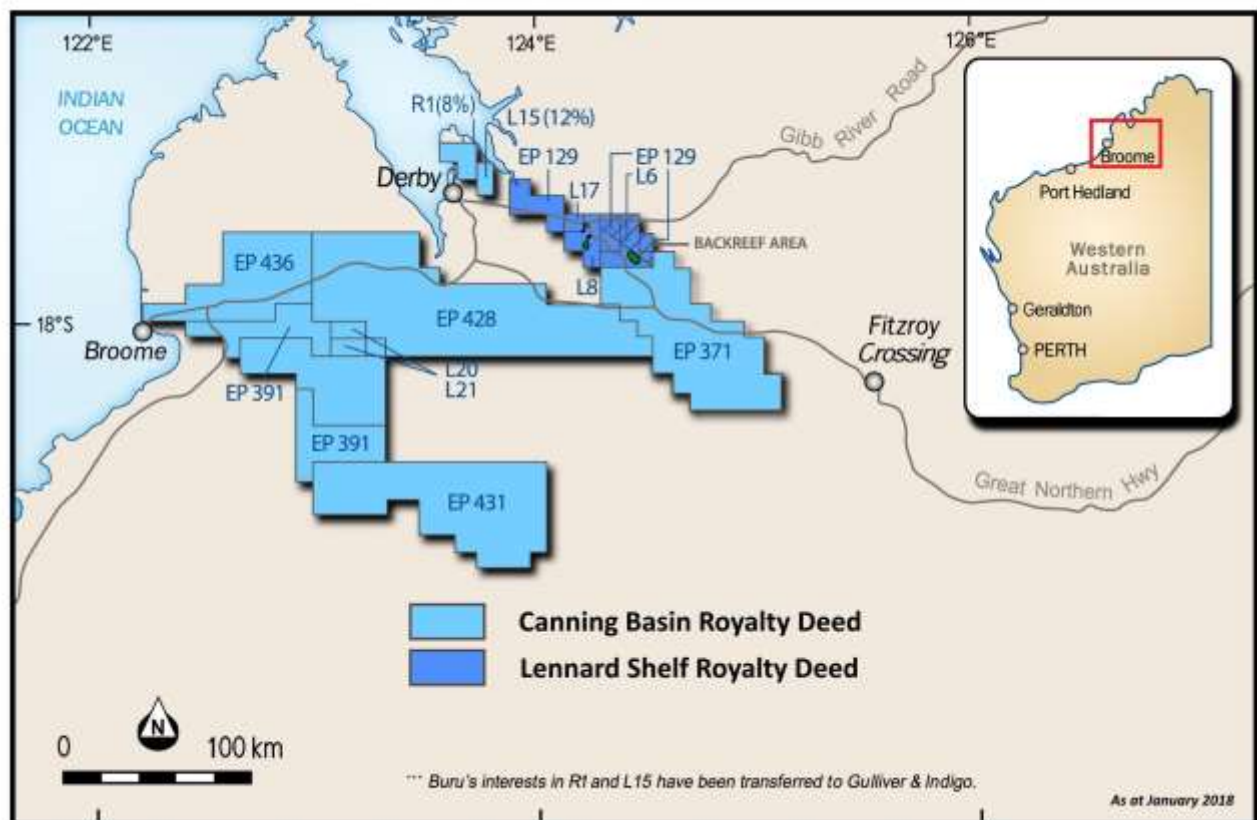 122°E
124°E
126°E
INDIAN
OCEAN
R1(8%)
L15 (12%)
EP 129
EP 129
L6
L17
Derby
Gibb River Road
BACKREEF AREA
L8
EP 436
EP 428
18°S
Broome
EP 371
Fitzroy
Crossing
L20
L21
EP 391
EP 391
EP 431
Great Northern Hwy
Broome
Port Hedland
Western
Australia
Geraldton
PERTH
Canning Basin Royalty Deed
Lennard Shelf Royalty Deed
N
0 100 km
*** Buru's interests in R1 and L15 have been transferred to Gulliver & Indigo.
As at January 2018